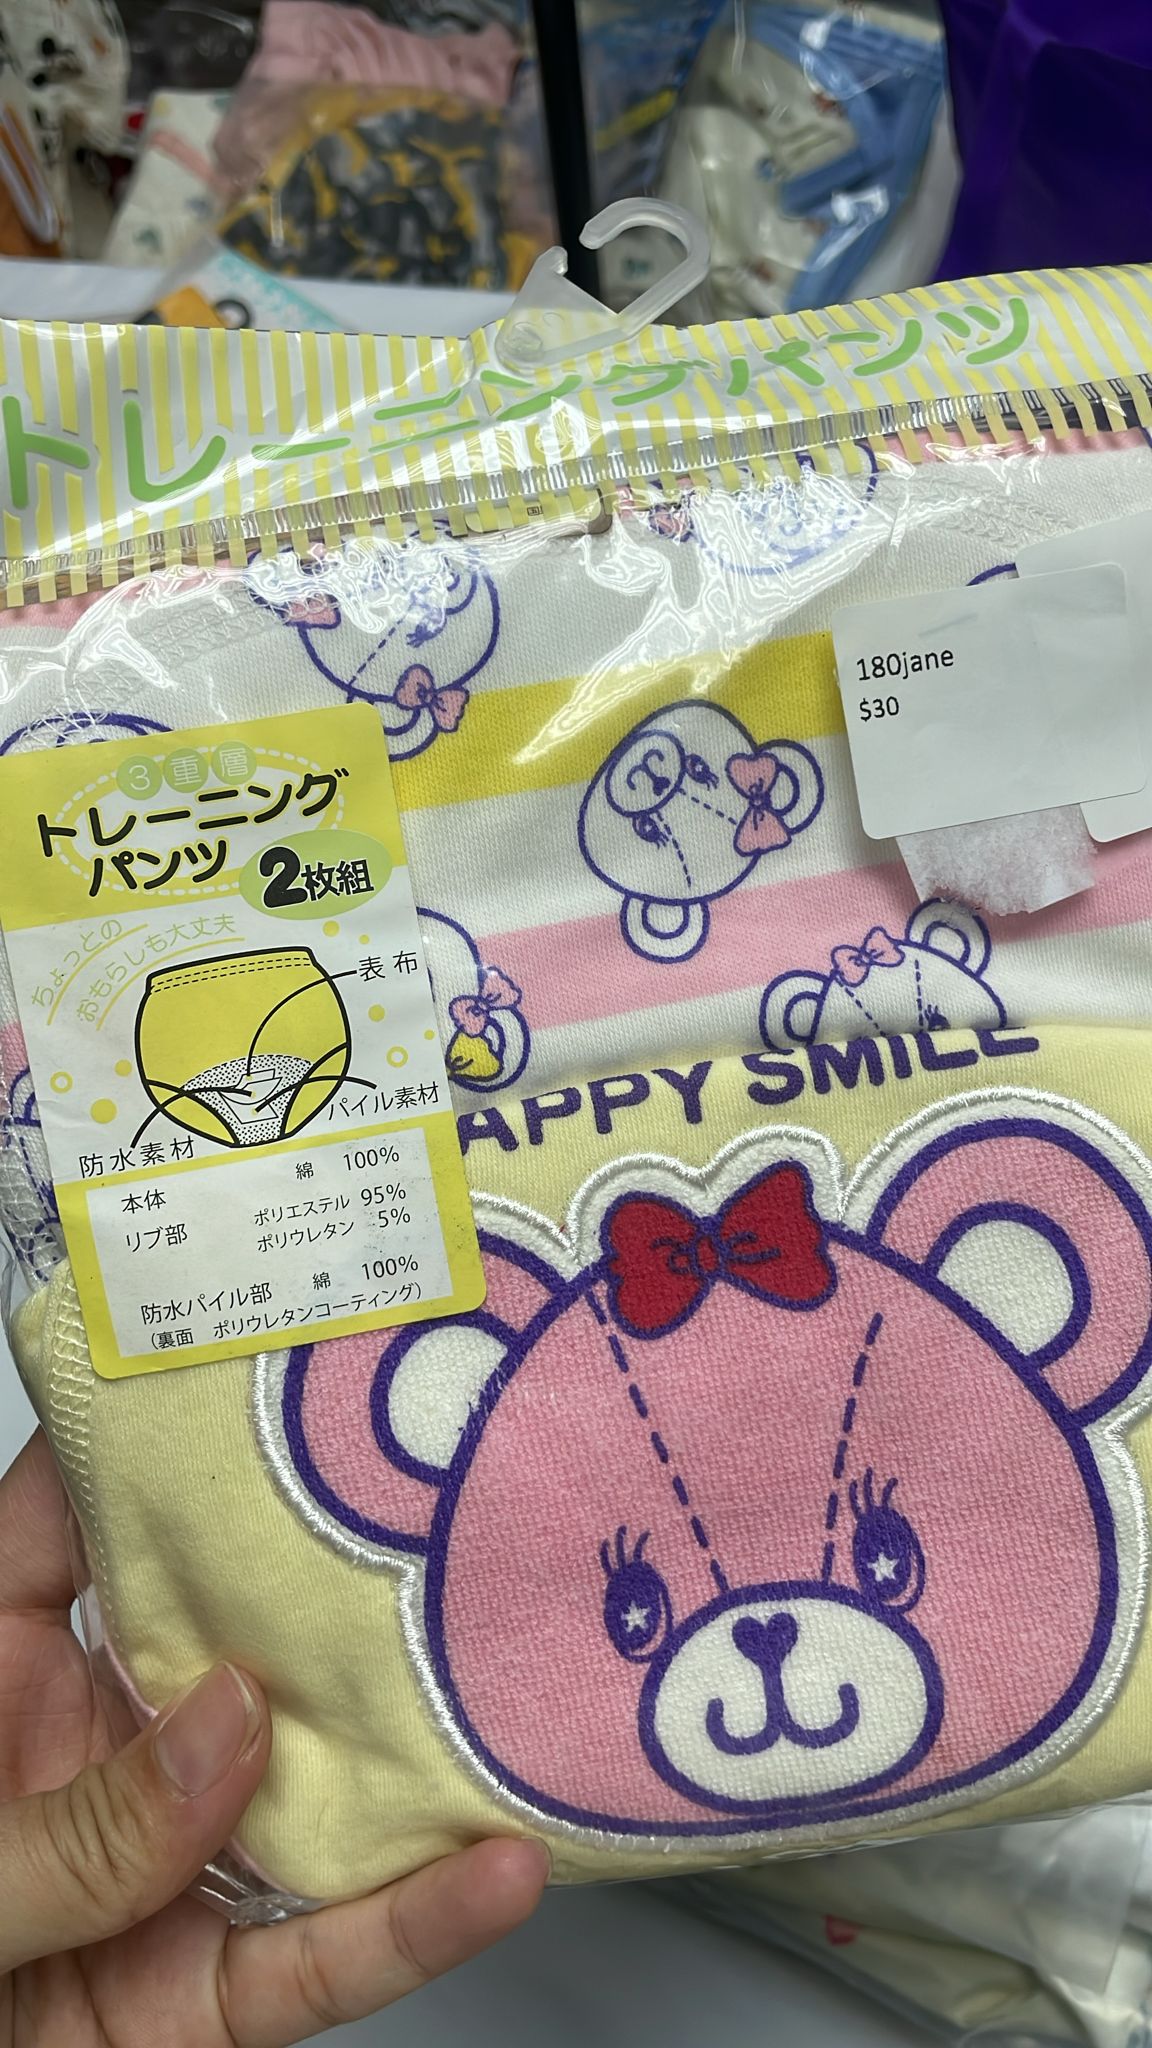 トレーニングパンツ
180jane
$30
3重層
トレーニング
パンツ
2枚組
ちょっとの
おもらしも大丈夫
表布
パイル素材
防水素材
本体 綿 100%
リブ部 ポリエステル 95%
ポリウレタン 5%
防水パイル部 綿 100%
（裏面 ポリウレタンコーティング）
APPY SMILE